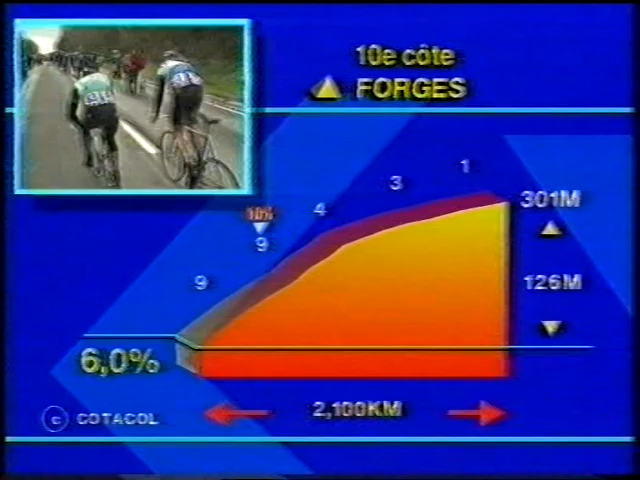 10e côte
FORGES
1
3
301M
10%
4
9
9
126M
6,0%
2,100KM
c COTACOL